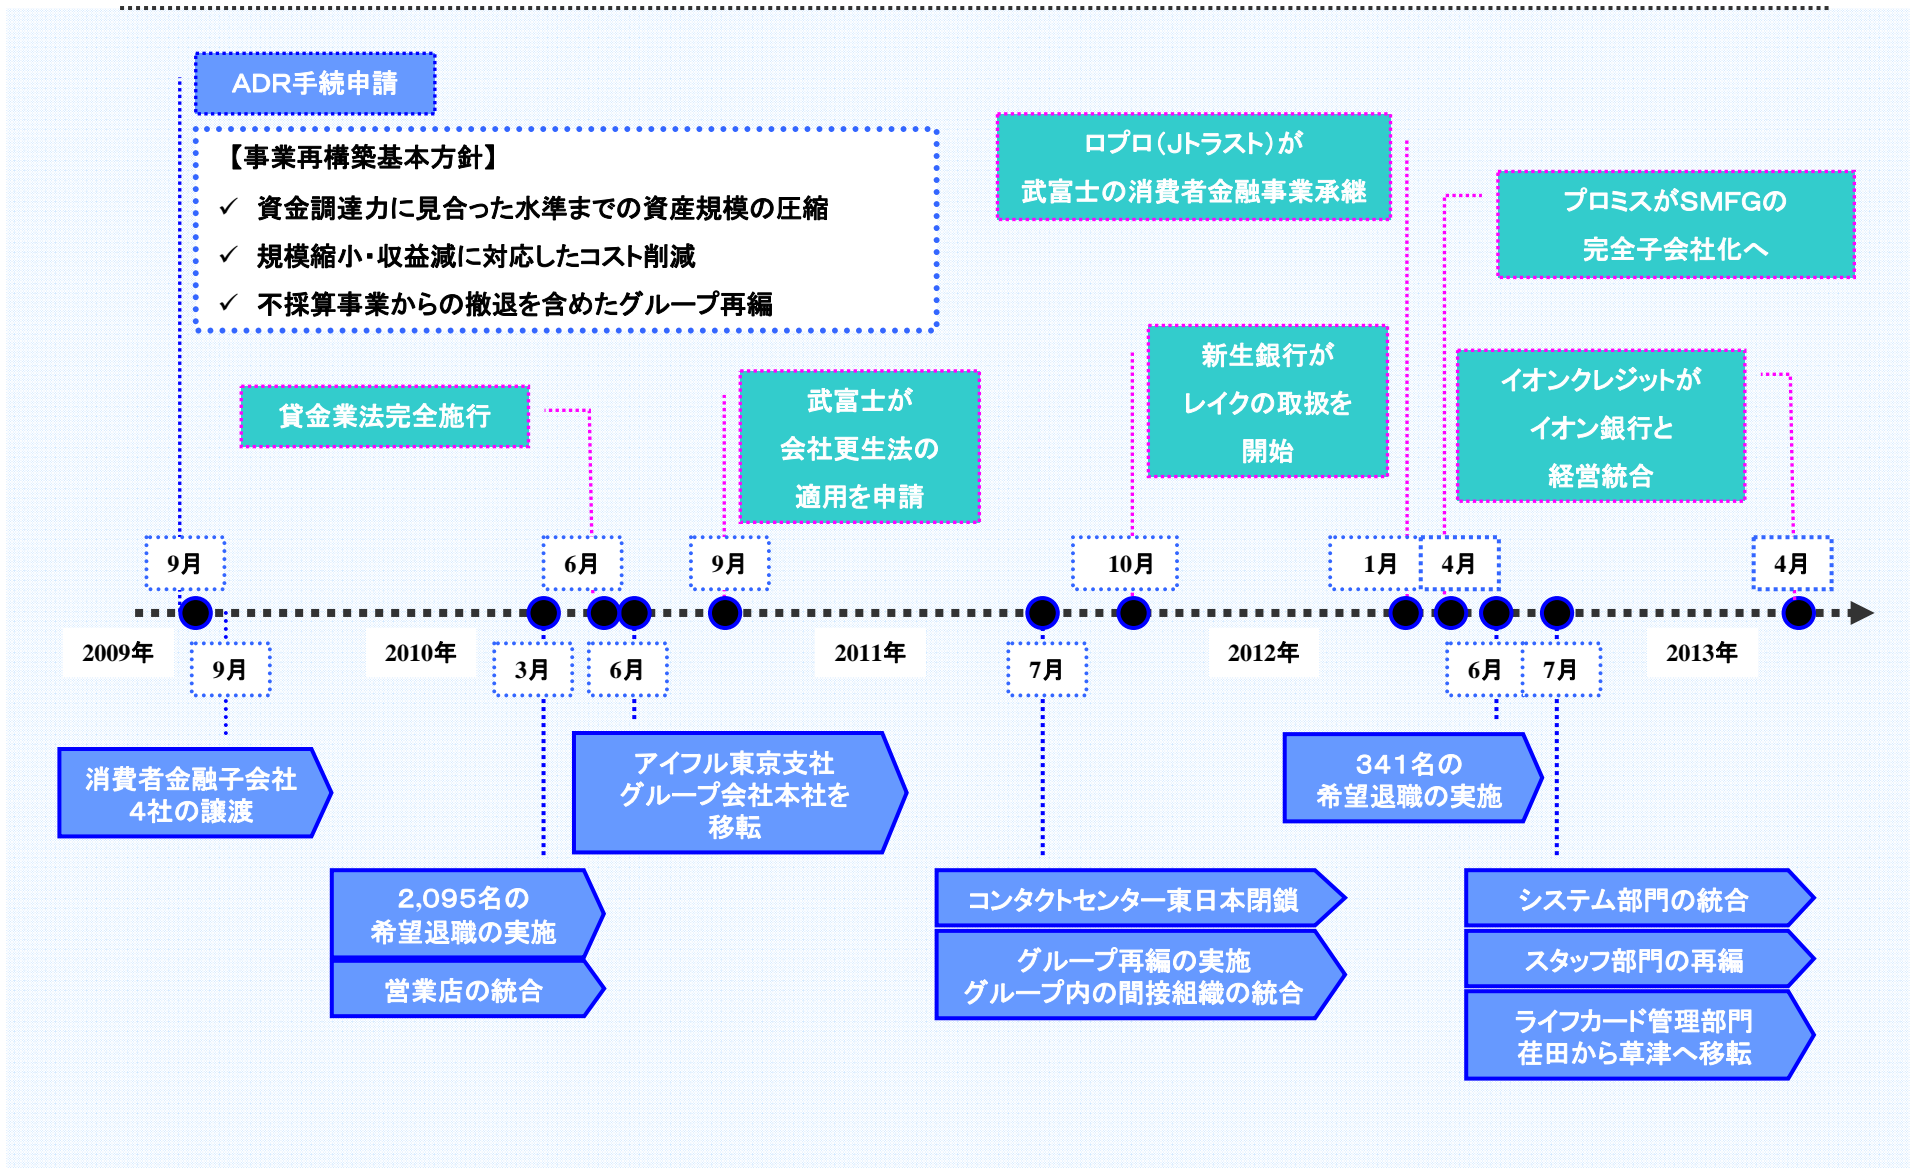 ADR手続申請
【事業再構築基本方針】
✓ 資金調達力に見合った水準までの資産規模の圧縮
✓ 規模縮小・収益減に対応したコスト削減
✓ 不採算事業からの撤退を含めたグループ再編
ロプロ(Jトラスト)が
武富士の消費者金融事業承継
プロミスがSMFGの
完全子会社化へ
貸金業法完全施行
武富士が
会社更生法の
適用を申請
新生銀行が
レイクの取扱を
開始
イオンクレジットが
イオン銀行と
経営統合
9月
6月
9月
10月
1月
4月
4月
2009年
2010年
2011年
2012年
2013年
9月
3月
6月
7月
6月
7月
消費者金融子会社
4社の譲渡
アイフル東京支社
グループ会社本社を
移転
341名の
希望退職の実施
2,095名の
希望退職の実施
営業店の統合
コンタクトセンター東日本閉鎖
グループ再編の実施
グループ内の間接組織の統合
システム部門の統合
スタッフ部門の再編
ライフカード管理部門
荏田から草津へ移転